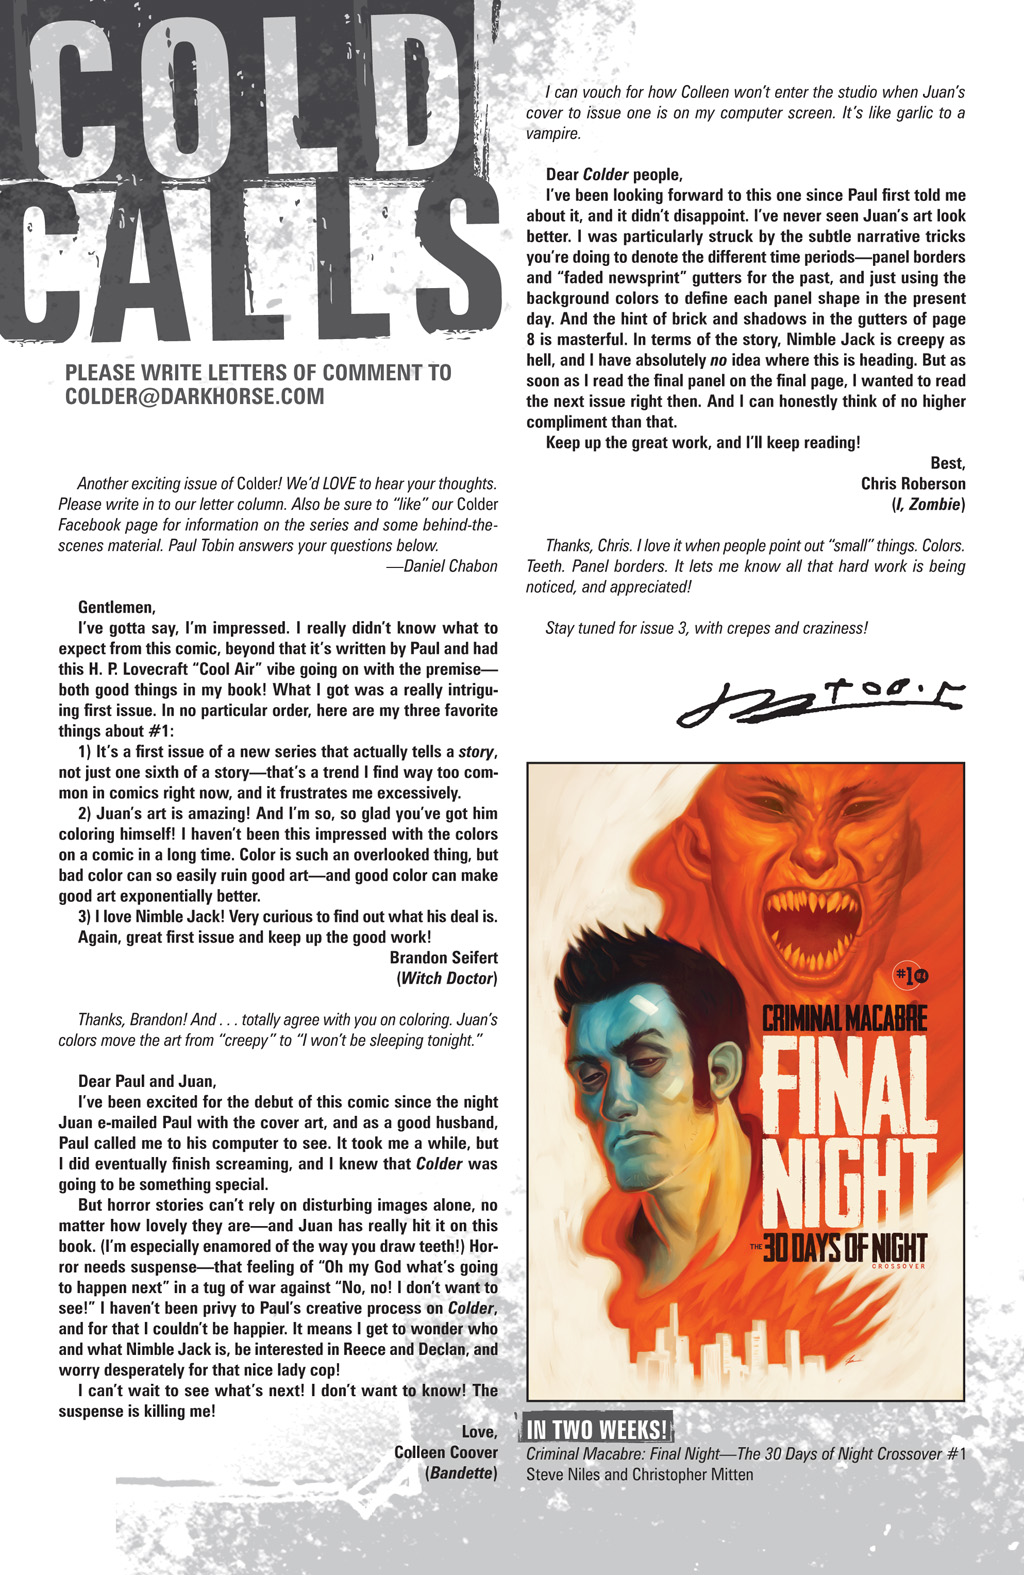 COLD
CALLS
PLEASE WRITE LETTERS OF COMMENT TO
COLDER@DARKHORSE.COM
Another exciting issue of Colder! We'd LOVE to hear your thoughts.
Please write in to our letter column. Also be sure to “like” our Colder
Facebook page for information on the series and some behind-the-
scenes material. Paul Tobin answers your questions below.
—Daniel Chabon
Gentlemen,
I've gotta say, I'm impressed. I really didn't know what to
expect from this comic, beyond that it's written by Paul and had
this H. P. Lovecraft “Cool Air” vibe going on with the premise—
both good things in my book! What I got was a really intrigu-
ing first issue. In no particular order, here are my three favorite
things about #1:
1) It's a first issue of a new series that actually tells a story,
not just one sixth of a story—that's a trend I find way too com-
mon in comics right now, and it frustrates me excessively.
2) Juan's art is amazing! And I'm so, so glad you've got him
coloring himself! I haven't been this impressed with the colors
on a comic in a long time. Color is such an overlooked thing, but
bad color can so easily ruin good art—and good color can make
good art exponentially better.
3) I love Nimble Jack! Very curious to find out what his deal is.
Again, great first issue and keep up the good work!
Brandon Seifert
(Witch Doctor)
Thanks, Brandon! And . . . totally agree with you on coloring. Juan's
colors move the art from “creepy” to “I won't be sleeping tonight.”
Dear Paul and Juan,
I've been excited for the debut of this comic since the night
Juan e-mailed Paul with the cover art, and as a good husband,
Paul called me to his computer to see. It took me a while, but
I did eventually finish screaming, and I knew that Colder was
going to be something special.
But horror stories can't rely on disturbing images alone, no
matter how lovely they are—and Juan has really hit it on this
book. (I'm especially enamored of the way you draw teeth!) Hor-
ror needs suspense—that feeling of “Oh my God what's going
to happen next” in a tug of war against “No, no! I don't want to
see!” I haven't been privy to Paul's creative process on Colder,
and for that I couldn't be happier. It means I get to wonder who
and what Nimble Jack is, be interested in Reece and Declan, and
worry desperately for that nice lady cop!
I can't wait to see what's next! I don't want to know! The
suspense is killing me!
Love,
Colleen Coover
(Bandette)
I can vouch for how Colleen won't enter the studio when Juan's
cover to issue one is on my computer screen. It's like garlic to a
vampire.
Dear Colder people,
I've been looking forward to this one since Paul first told me
about it, and it didn't disappoint. I've never seen Juan's art look
better. I was particularly struck by the subtle narrative tricks
you're doing to denote the different time periods—panel borders
and “faded newsprint” gutters for the past, and just using the
background colors to define each panel shape in the present
day. And the hint of brick and shadows in the gutters of page
8 is masterful. In terms of the story, Nimble Jack is creepy as
hell, and I have absolutely no idea where this is heading. But as
soon as I read the final panel on the final page, I wanted to read
the next issue right then. And I can honestly think of no higher
compliment than that.
Keep up the great work, and I'll keep reading!
Best,
Chris Roberson
(I, Zombie)
Thanks, Chris. I love it when people point out “small” things. Colors.
Teeth. Panel borders. It lets me know all that hard work is being
noticed, and appreciated!
Stay tuned for issue 3, with crepes and craziness!
#1
CRIMINAL MACABRE
FINAL
NIGHT
THE 30 DAYS OF NIGHT
CROSSOVER
IN TWO WEEKS!
Criminal Macabre: Final Night—The 30 Days of Night Crossover #1
Steve Niles and Christopher Mitten